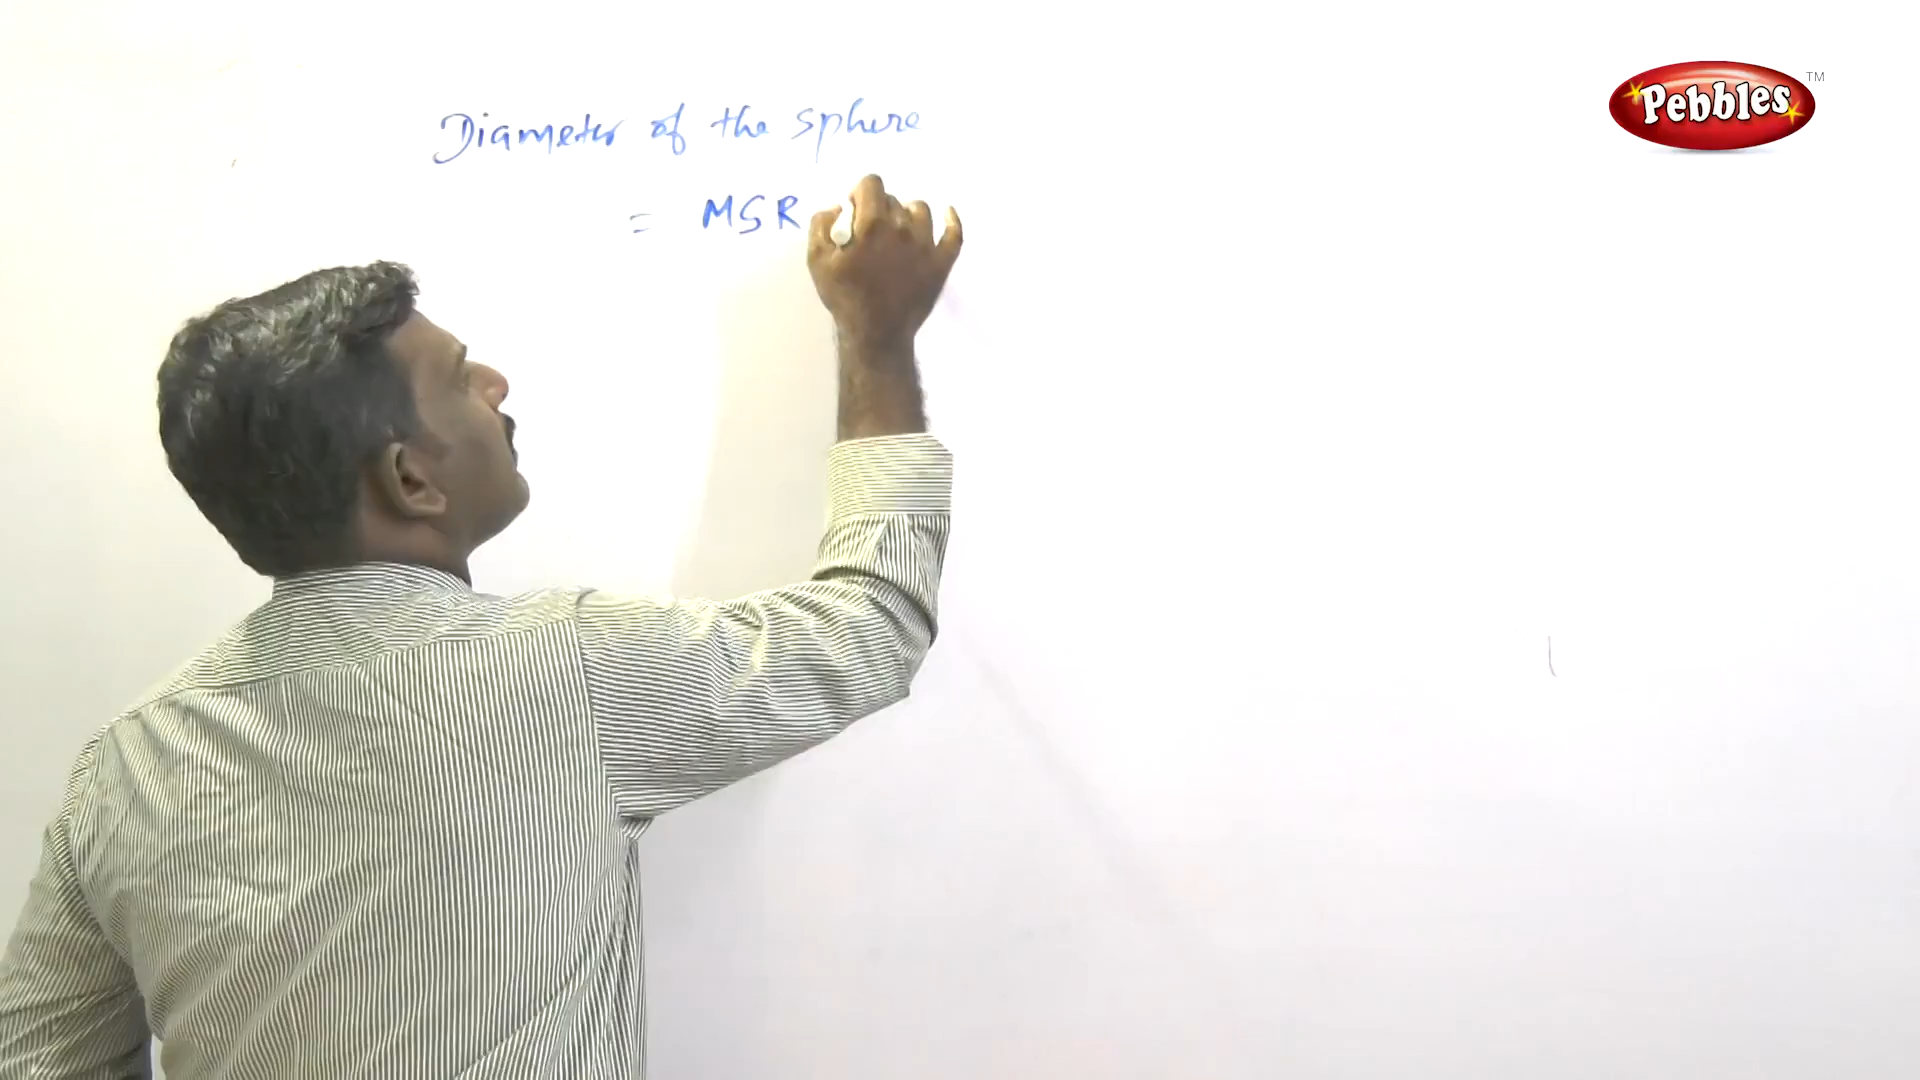 Pebbles TM
Diameter of the sphere
= MSR